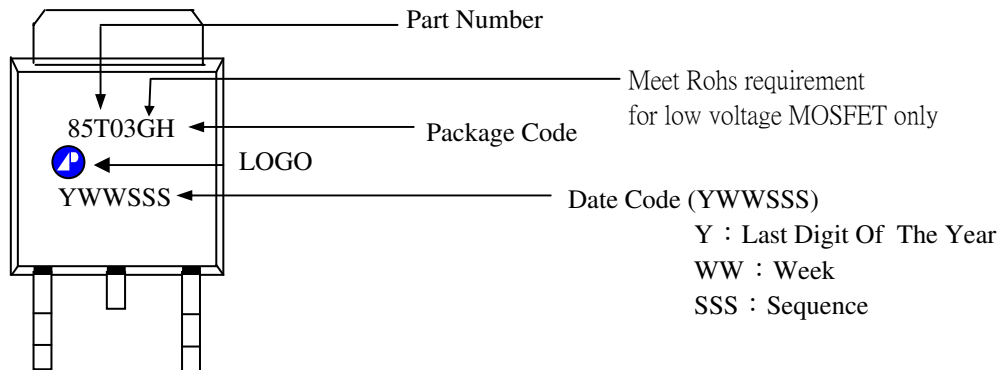 Part Number
Meet Rohs requirement
for low voltage MOSFET only
85T03GH
Package Code
LOGO
YWWSSS
Date Code (YWWSSS)
Y：Last Digit Of The Year
WW：Week
SSS：Sequence